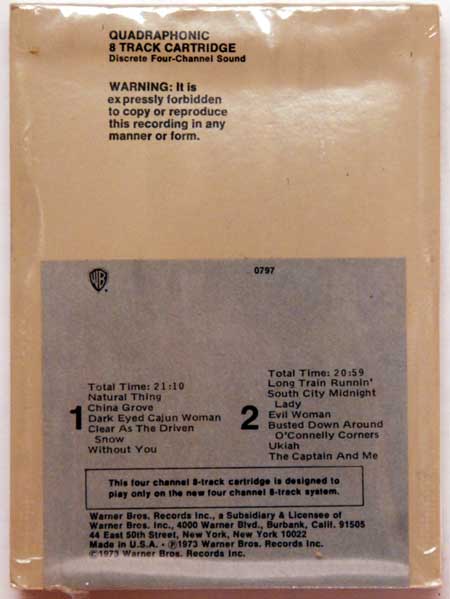 QUADRAPHONIC
8 TRACK CARTRIDGE
Discrete Four-Channel Sound
WARNING: It is
expressly forbidden
to copy or reproduce
this recording in any
manner or form.
WB
0797
1
Total Time: 21:10
Natural Thing
China Grove
Dark Eyed Cajun Woman
Clear As The Driven
Snow
Without You
2
Total Time: 20:59
Long Train Runnin'
South City Midnight
Lady
Evil Woman
Busted Down Around
O'Connelly Corners
Ukiah
The Captain And Me
This four channel 8-track cartridge is designed to
play only on the new four channel 8-track system.
Warner Bros. Records Inc., a Subsidiary & Licensee of
Warner Bros. Inc., 4000 Warner Blvd., Burbank, Calif. 91505
44 East 50th Street, New York, New York 10022
Made in U.S.A. · ℗1973 Warner Bros. Records Inc.
©1973 Warner Bros. Records Inc.